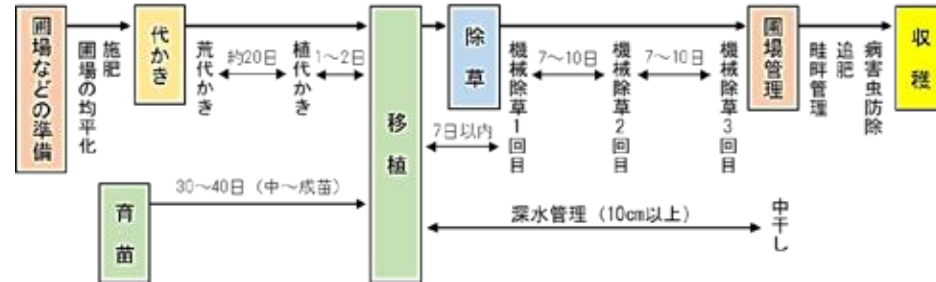 圃場などの準備
施肥
圃場の均平化
代かき
荒代かき
約20日
植代かき
1～2日
移植
除草
7日以内
機械除草1回目
7～10日
機械除草2回目
7～10日
機械除草3回目
圃場管理
畦畔管理
追肥
病害虫防除
収穫
育苗
30～40日（中～成苗）
深水管理（10cm以上）
中干し